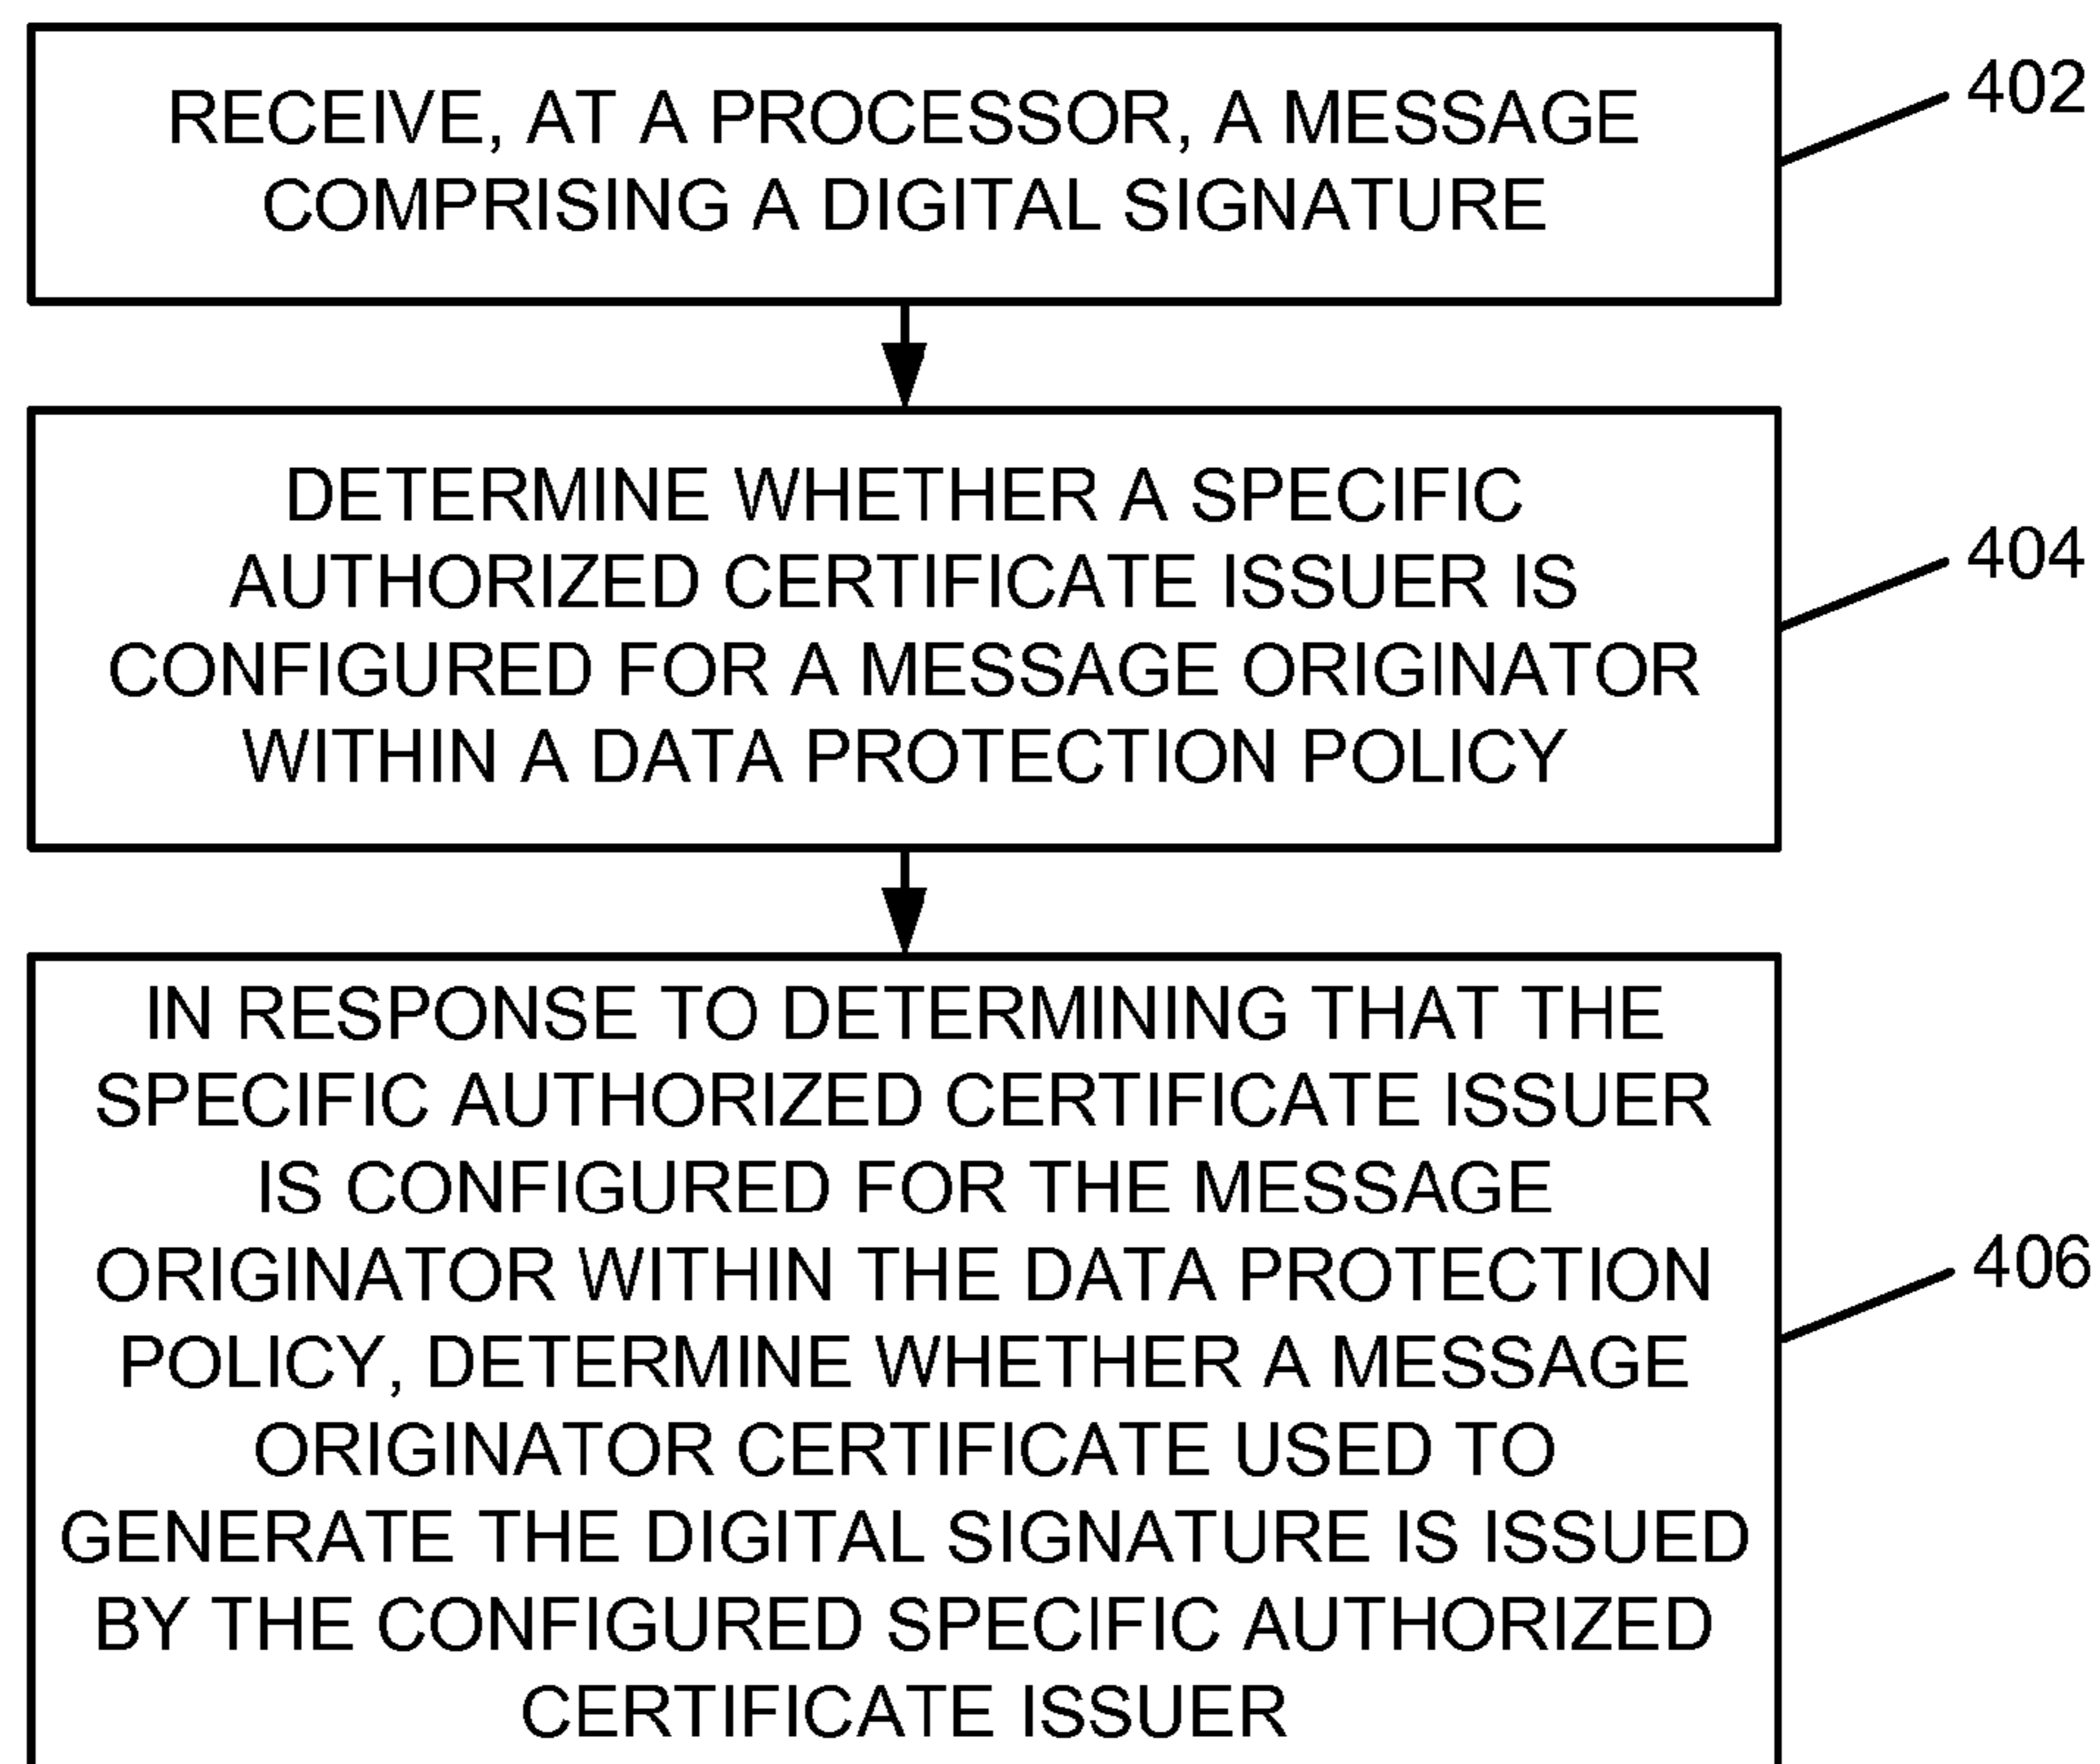 RECEIVE, AT A PROCESSOR, A MESSAGE
COMPRISING A DIGITAL SIGNATURE
402
DETERMINE WHETHER A SPECIFIC
AUTHORIZED CERTIFICATE ISSUER IS
CONFIGURED FOR A MESSAGE ORIGINATOR
WITHIN A DATA PROTECTION POLICY
404
IN RESPONSE TO DETERMINING THAT THE
SPECIFIC AUTHORIZED CERTIFICATE ISSUER
IS CONFIGURED FOR THE MESSAGE
ORIGINATOR WITHIN THE DATA PROTECTION
POLICY, DETERMINE WHETHER A MESSAGE
ORIGINATOR CERTIFICATE USED TO
GENERATE THE DIGITAL SIGNATURE IS ISSUED
BY THE CONFIGURED SPECIFIC AUTHORIZED
CERTIFICATE ISSUER
406